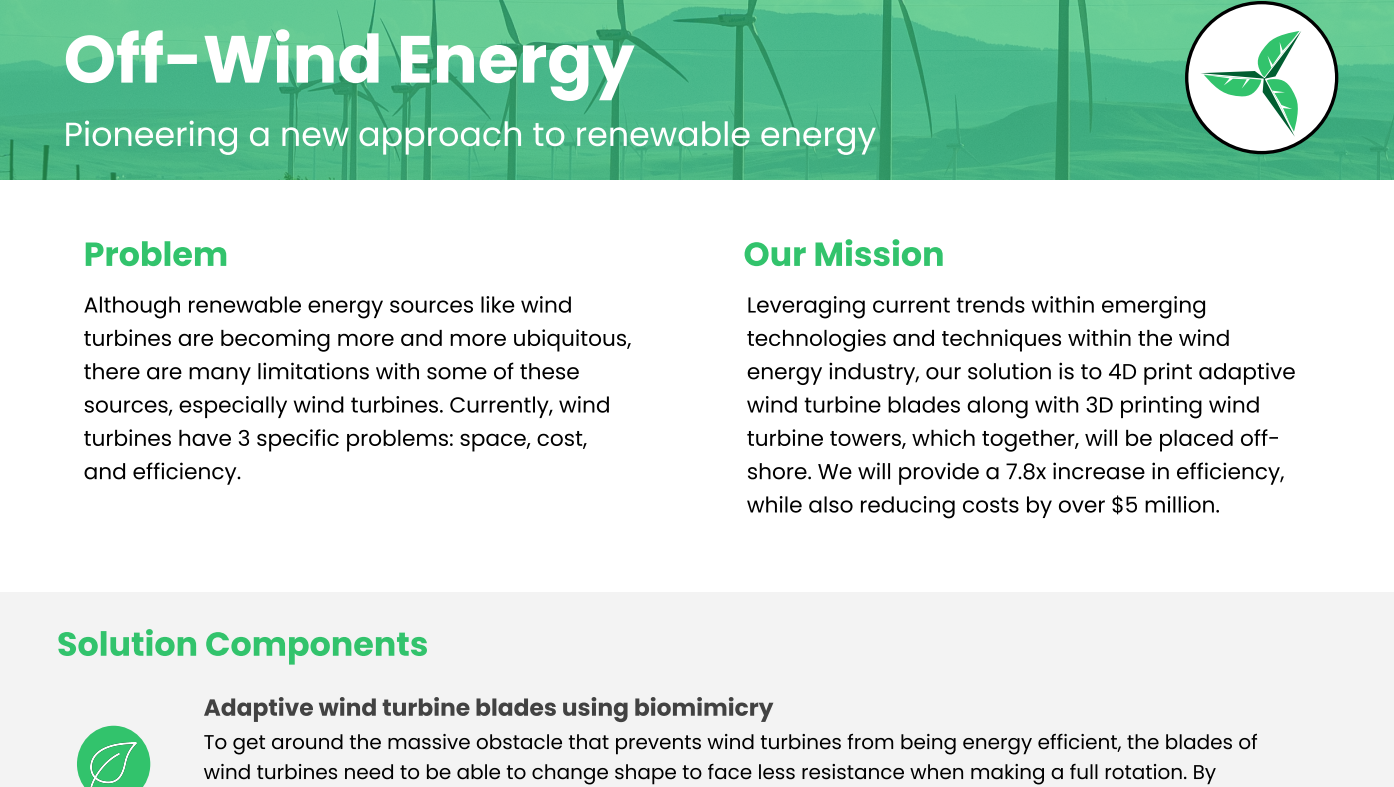 Off-Wind Energy
Pioneering a new approach to renewable energy
Problem
Although renewable energy sources like wind
turbines are becoming more and more ubiquitous,
there are many limitations with some of these
sources, especially wind turbines. Currently, wind
turbines have 3 specific problems: space, cost,
and efficiency.
Our Mission
Leveraging current trends within emerging
technologies and techniques within the wind
energy industry, our solution is to 4D print adaptive
wind turbine blades along with 3D printing wind
turbine towers, which together, will be placed off-
shore. We will provide a 7.8x increase in efficiency,
while also reducing costs by over $5 million.
Solution Components
Adaptive wind turbine blades using biomimicry
To get around the massive obstacle that prevents wind turbines from being energy efficient, the blades of
wind turbines need to be able to change shape to face less resistance when making a full rotation. By